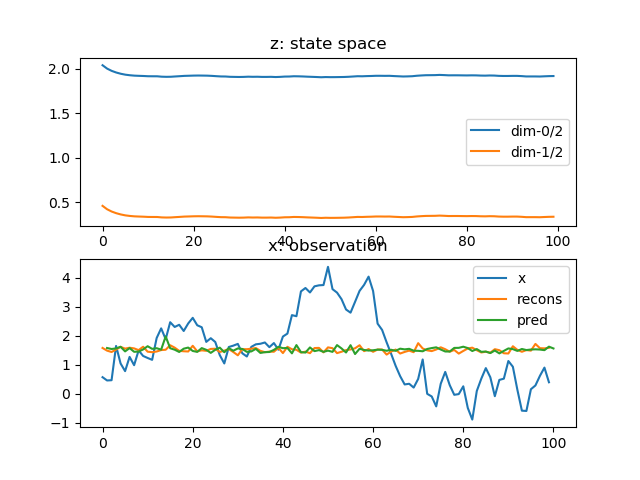 z: state space
2.0
1.5
1.0
0.5
dim-0/2
dim-1/2
0 20 40 60 80 100
x: observation
4
3
2
1
0
−1
x
recons
pred
0 20 40 60 80 100